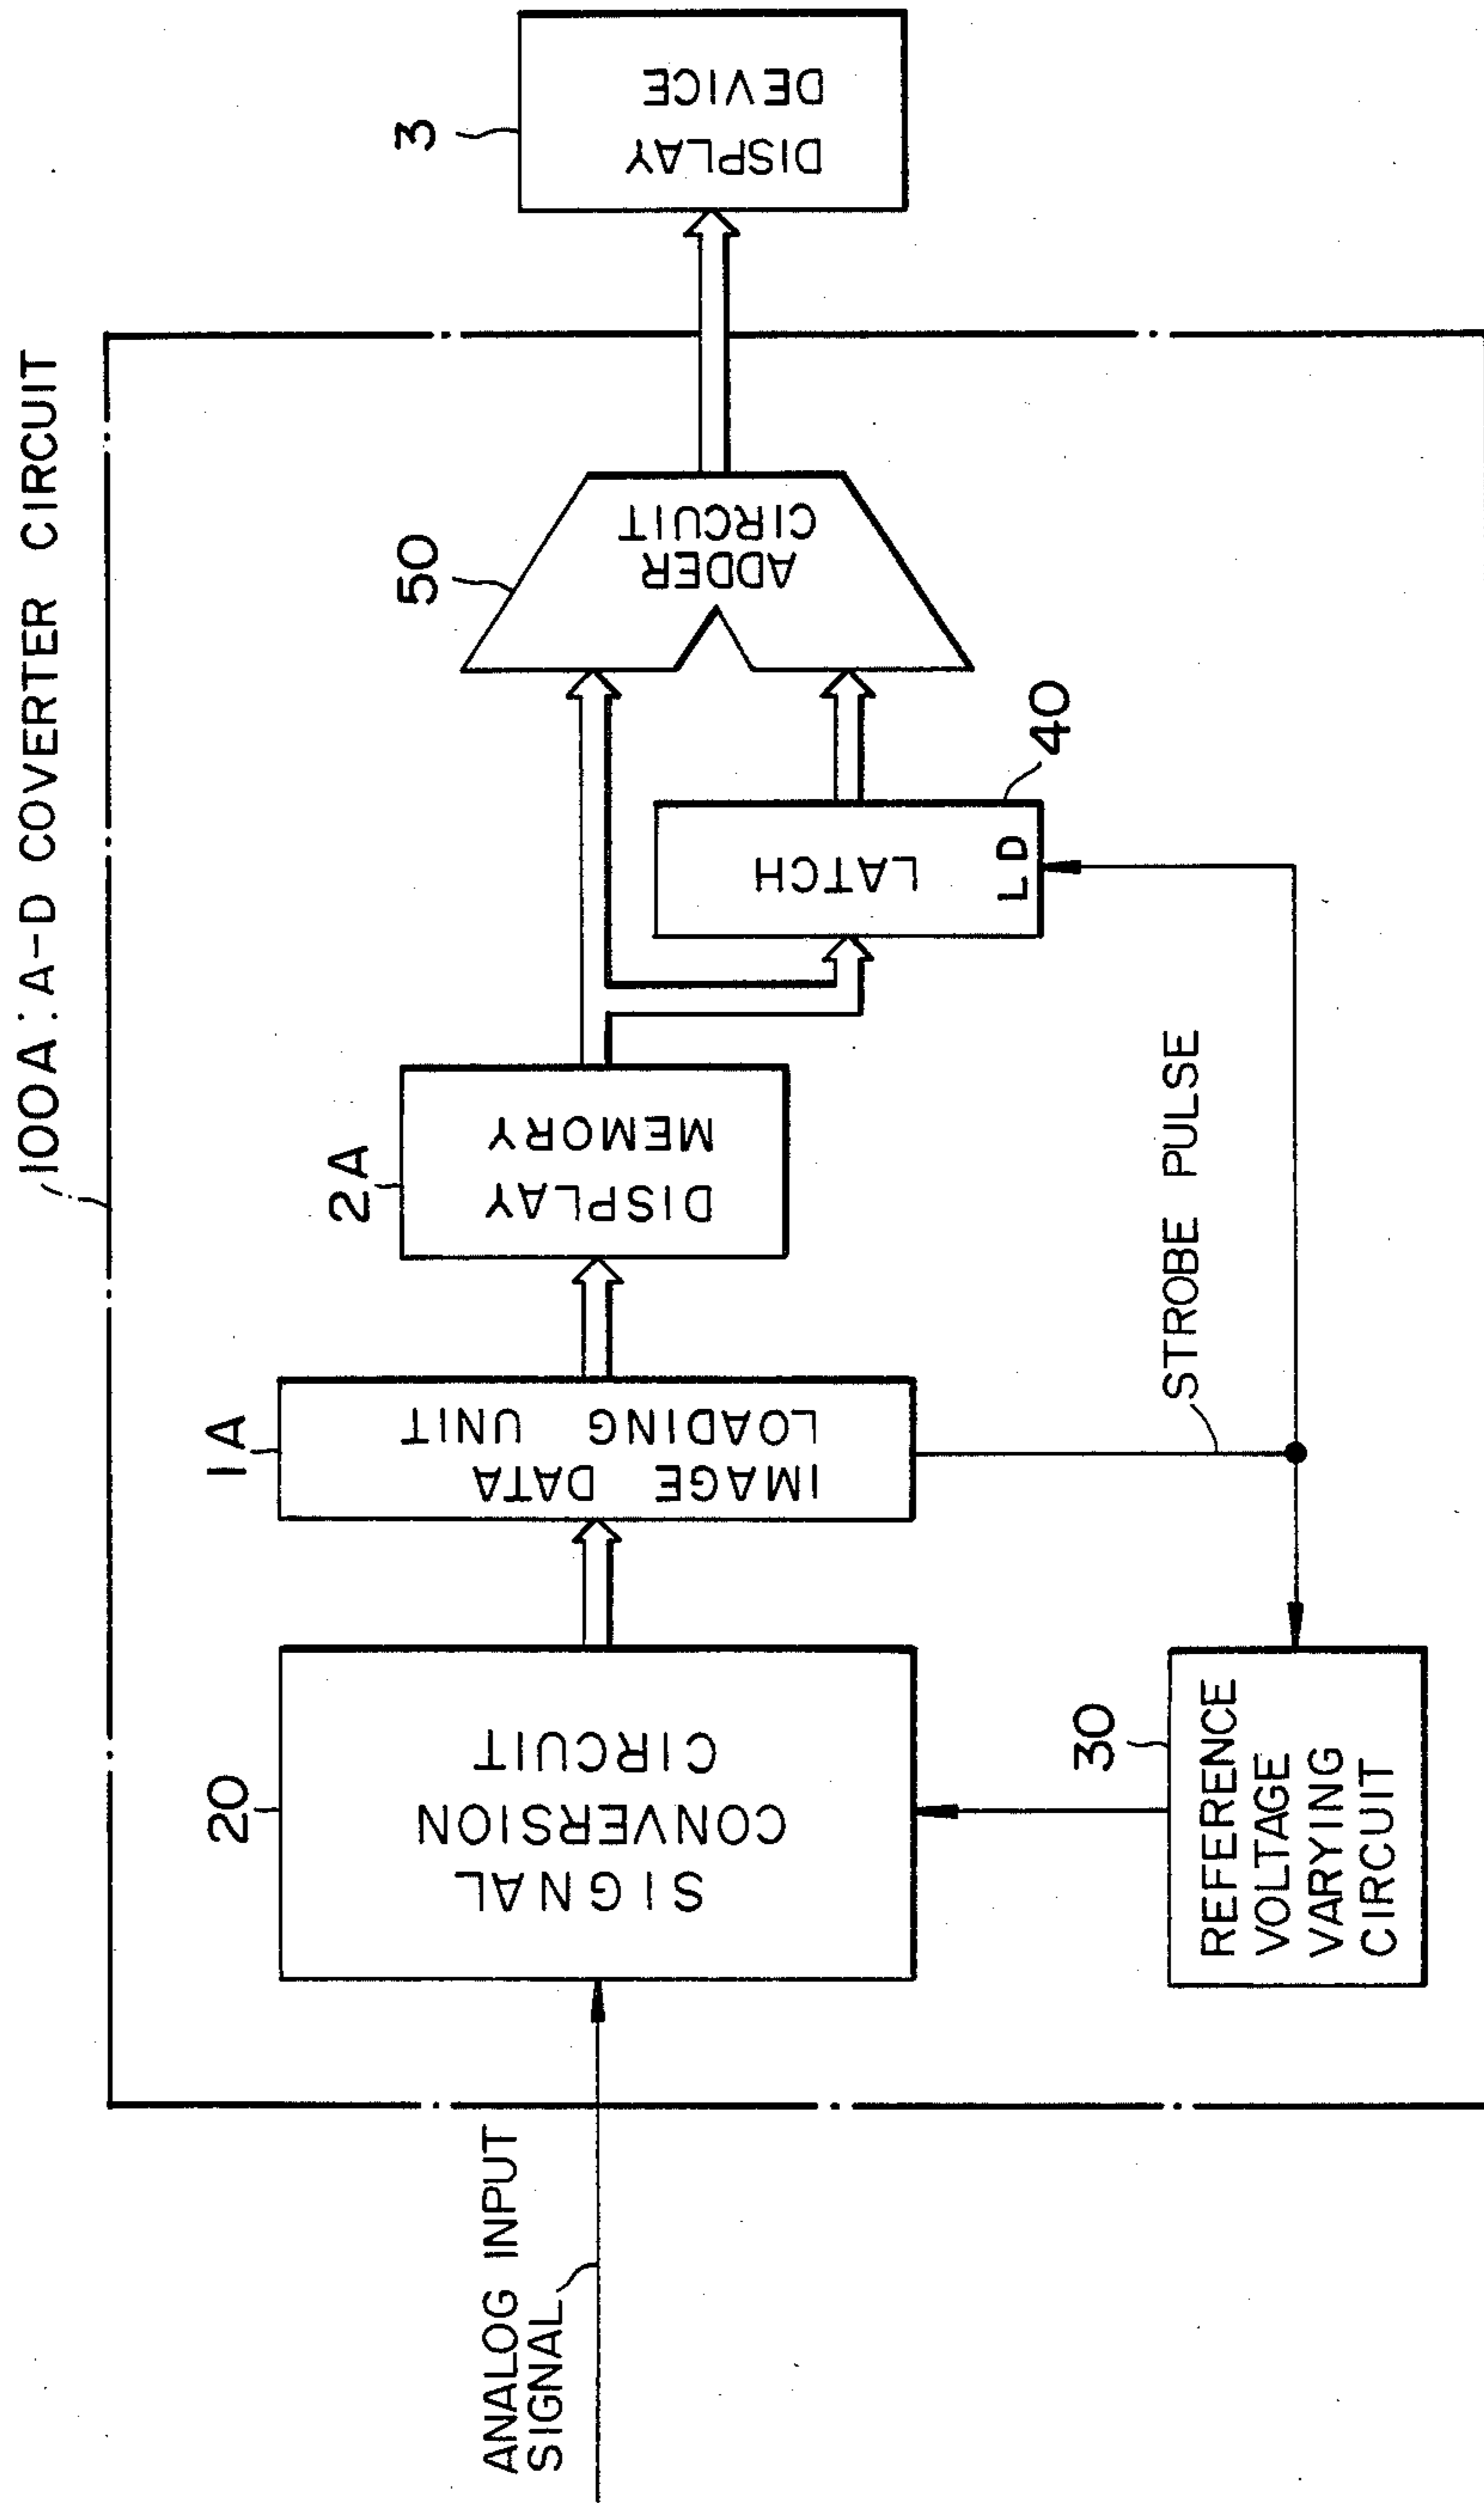 100A: A-D COVERTER CIRCUIT
ANALOG INPUT
SIGNAL
20
SIGNAL
CONVERSION
CIRCUIT
1A
IMAGE DATA
LOADING UNIT
2A
DISPLAY
MEMORY
50
ADDER
CIRCUIT
3
DISPLAY
DEVICE
LATCH
LD
40
STROBE PULSE
30
REFERENCE
VOLTAGE
VARYING
CIRCUIT